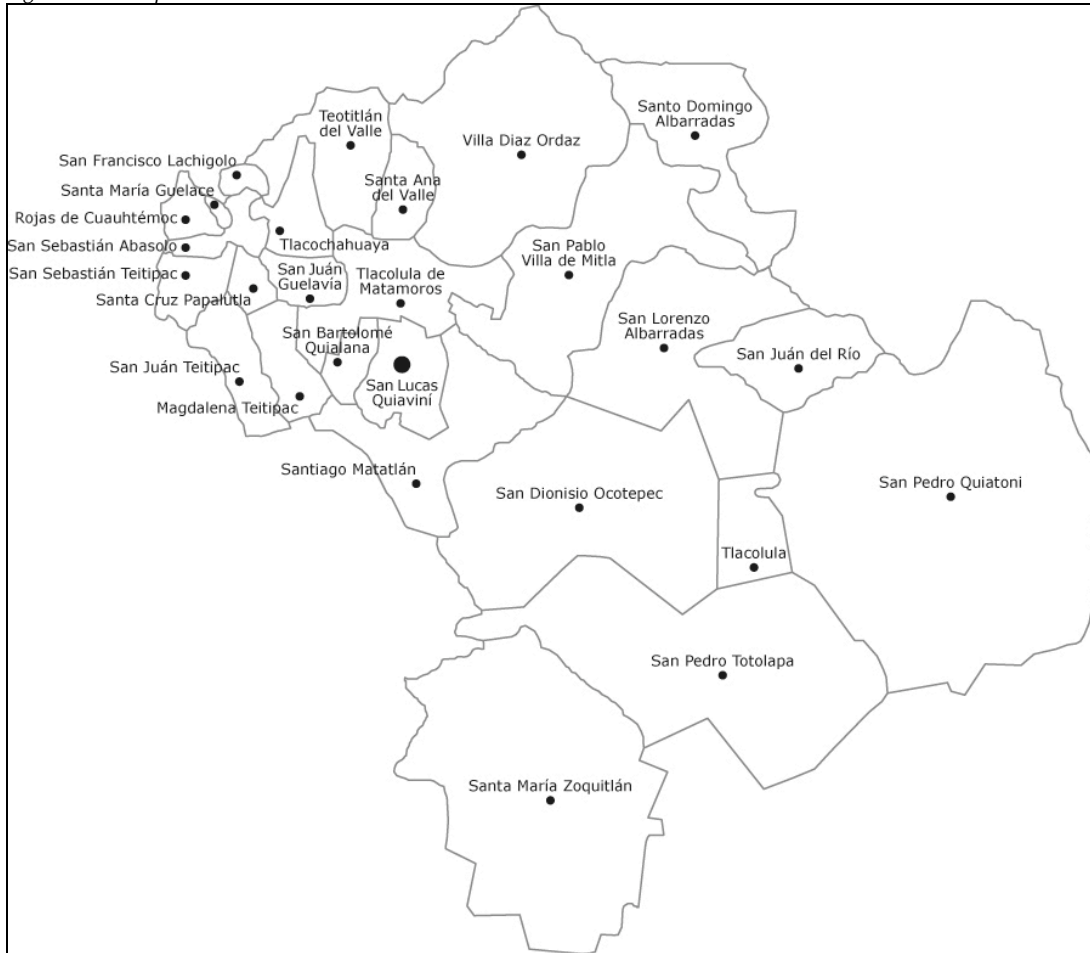 Santo Domingo
Albarradas
Teotitlán
del Valle
Villa Diaz Ordaz
San Francisco Lachigolo
Santa María Guelace
Santa Ana
del Valle
Rojas de Cuauhtémoc
Tlacochahuaya
San Sebastián Abasolo
San Pablo
Villa de Mitla
San Sebastián Teitipac
San Juán
Guelavía
Tlacolula de
Matamoros
Santa Cruz Papalutla
San Lorenzo
Albarradas
San Bartolomé
Quialana
San Juán del Río
San Juán Teitipac
San Lucas
Quiaviní
Magdalena Teitipac
Santiago Matatlán
San Dionisio Ocotepec
San Pedro Quiatoni
Tlacolula
San Pedro Totolapa
Santa María Zoquitlán